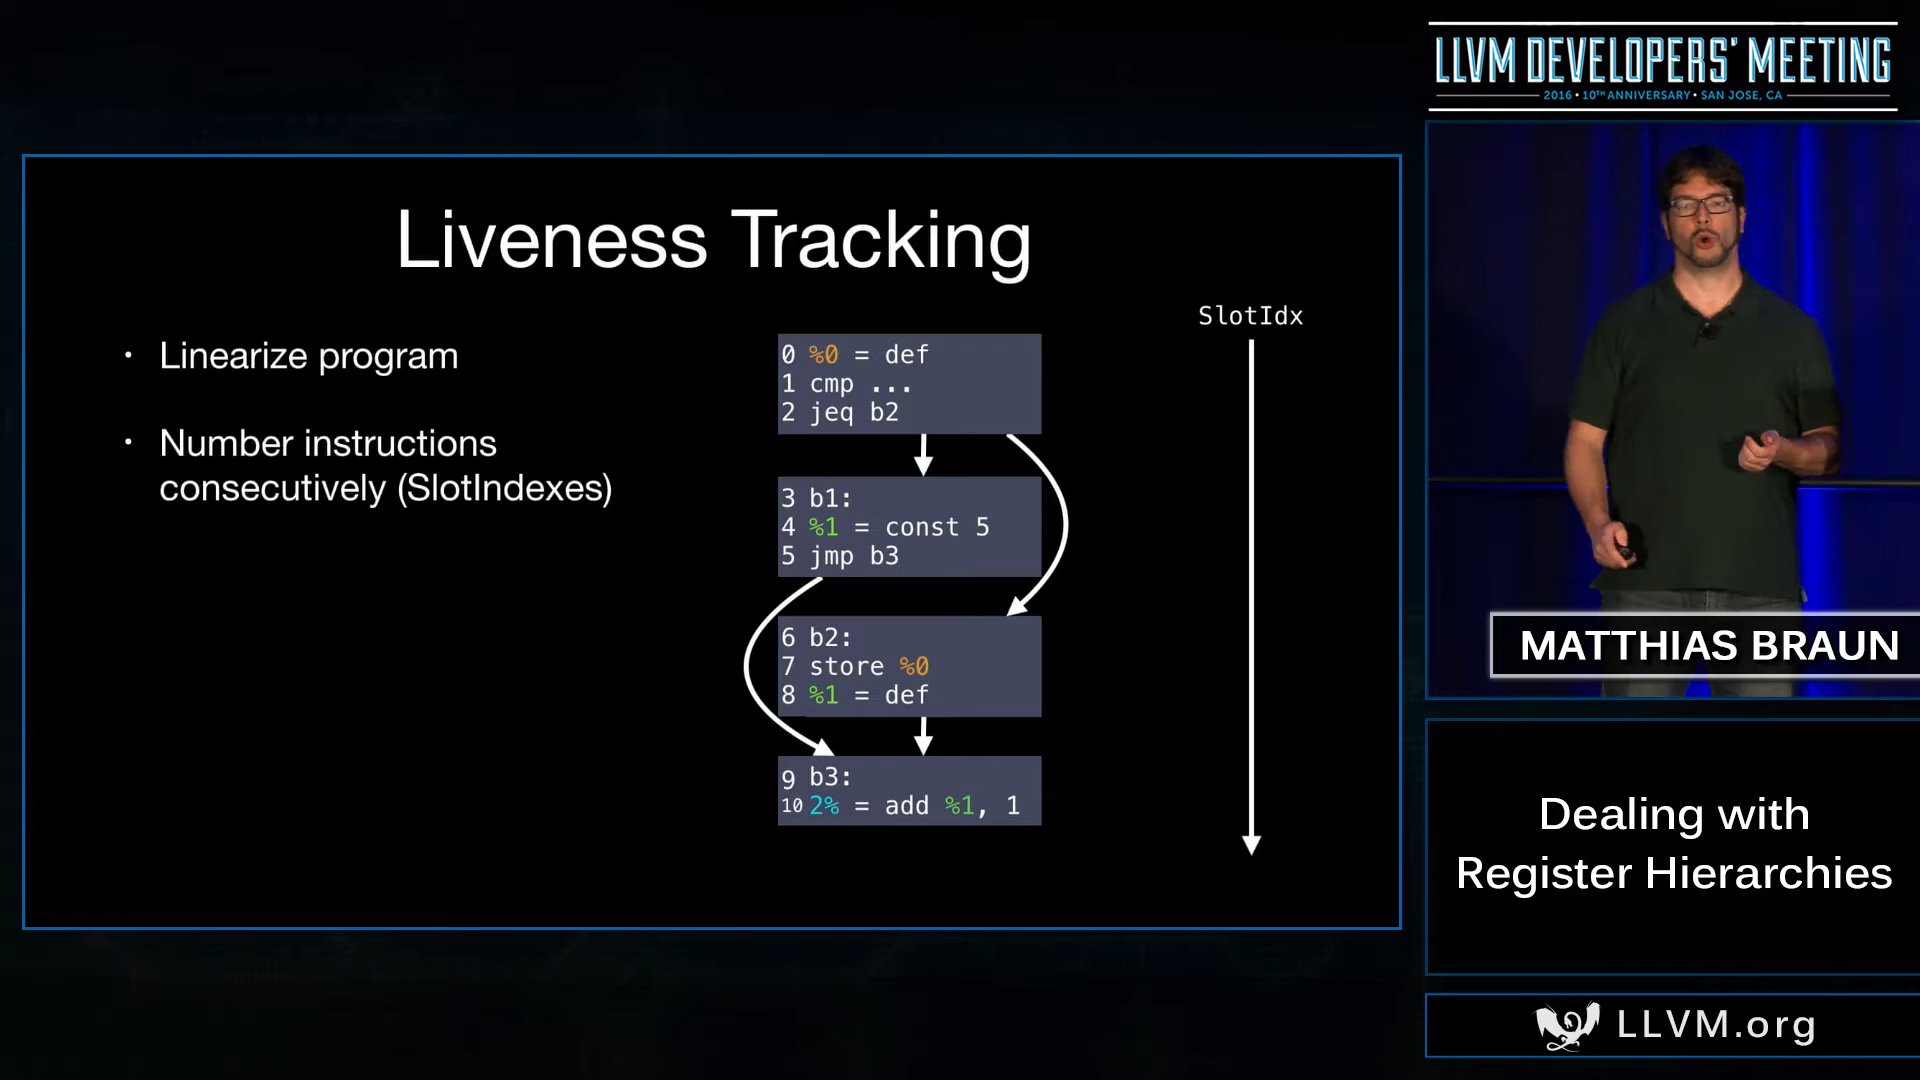 LLVM DEVELOPERS' MEETING
2016 • 10TH ANNIVERSARY • SAN JOSE, CA
Liveness Tracking
• Linearize program
• Number instructions
consecutively (SlotIndexes)
0 %0 = def
1 cmp ...
2 jeq b2
3 b1:
4 %1 = const 5
5 jmp b3
6 b2:
7 store %0
8 %1 = def
9 b3:
10 2% = add %1, 1
SlotIdx
MATTHIAS BRAUN
Dealing with
Register Hierarchies
LLVM.org